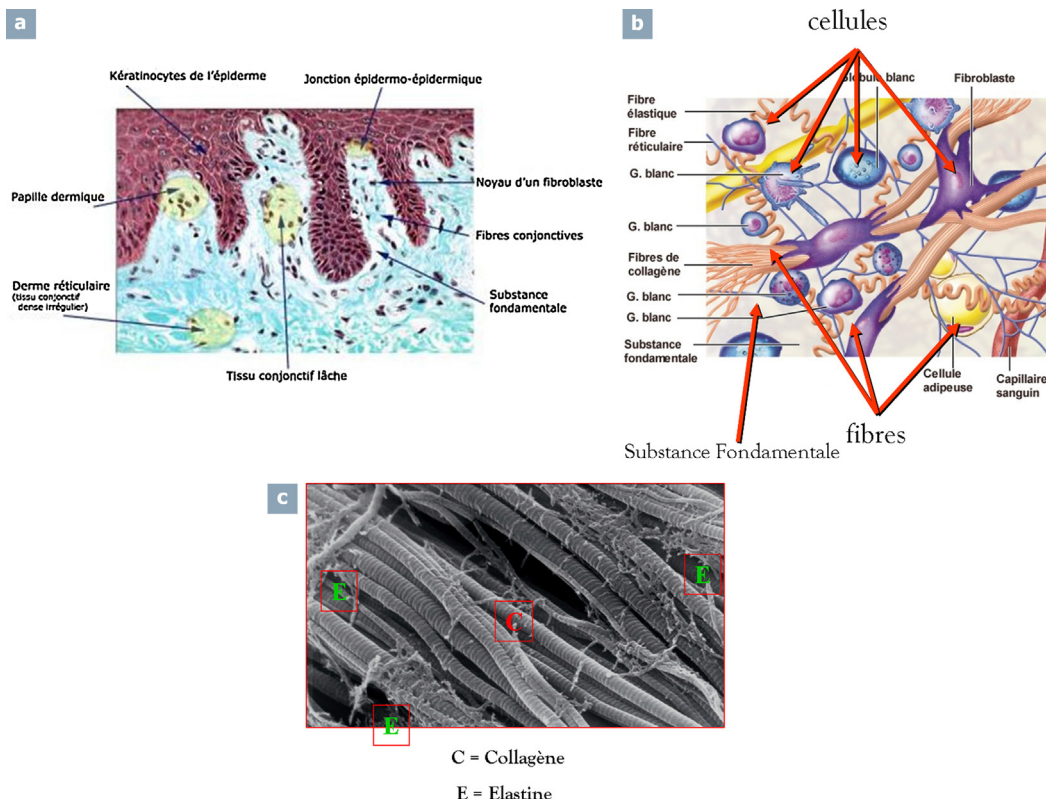 a
Kératinocytes de l'épiderme
Jonction épidermo-épidermique
Papille dermique
Noyau d'un fibroblaste
Fibres conjonctives
Derme réticulaire
(tissu conjonctif
dense irrégulier)
Substance
fondamentale
Tissu conjonctif lâche
b
cellules
Globule blanc
Fibroblaste
Fibre
élastique
Fibre
réticulaire
G. blanc
G. blanc
Fibres de
collagène
G. blanc
G. blanc
Substance
fondamentale
Cellule
adipeuse
Capillaire
sanguin
fibres
Substance Fondamentale
c
E
E
C
E
C = Collagène
E = Elastine